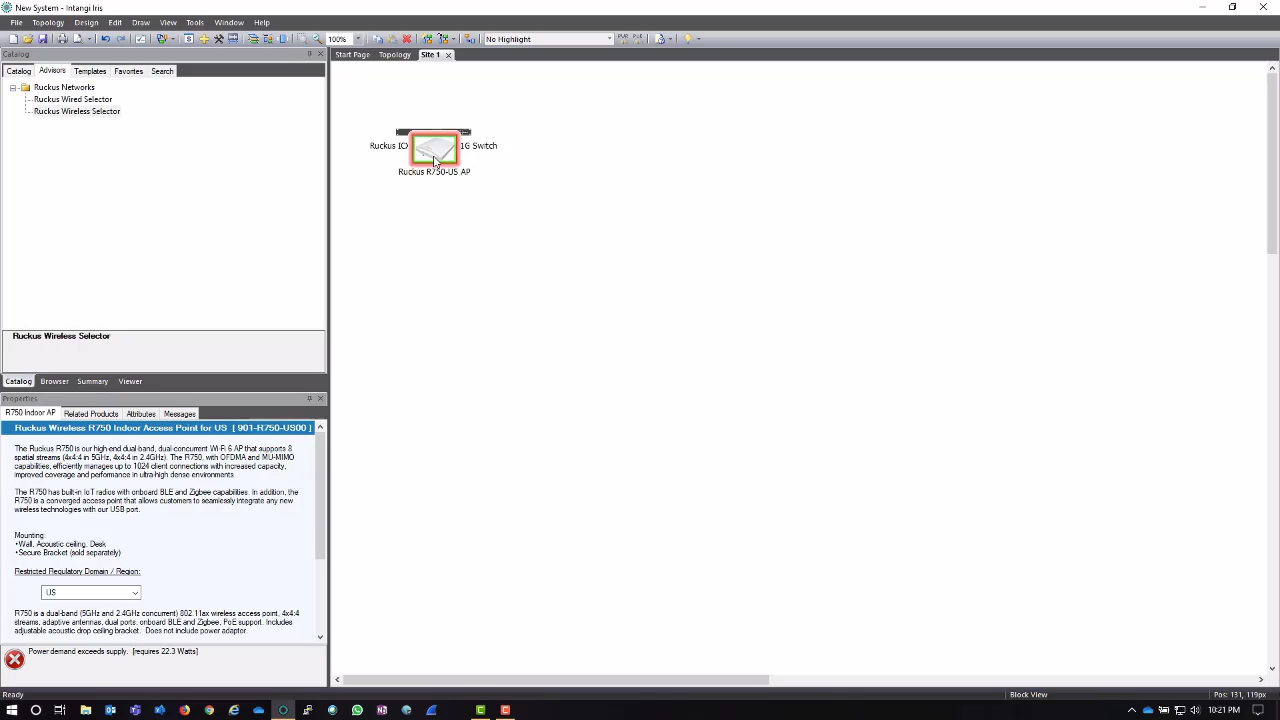 New System - Intangi Iris
File Topology Design Edit Draw View Tools Window Help
100% No Highlight
Catalog
Start Page Topology Site 1
Catalog Advisors Templates Favorites Search
Ruckus Networks
Ruckus Wired Selector
Ruckus Wireless Selector
Ruckus ICX 1G Switch
Ruckus R750-US AP
Ruckus Wireless Selector
Catalog Browser Summary Viewer
Properties
R750 Indoor AP Related Products Attributes Messages
Ruckus Wireless R750 Indoor Access Point for US [ 901-R750-US00 ]
The Ruckus R750 is our high-end dual-band, dual-concurrent Wi-Fi 6 AP that supports 8
spatial streams (4x4:4 in 5GHz, 4x4:4 in 2.4GHz). The R750, with OFDMA and MU-MIMO
capabilities, efficiently manages up to 1024 client connections with increased capacity,
improved coverage and performance in ultra-high dense environments.
The R750 has built-in IoT radios with onboard BLE and Zigbee capabilities. In addition, the
R750 is a converged access point that allows customers to seamlessly integrate any new
wireless technologies with our USB port.
Mounting:
•Wall, Acoustic ceiling, Desk
•Secure Bracket (sold separately)
Restricted Regulatory Domain / Region:
US
R750 is a dual-band (5GHz and 2.4GHz concurrent) 802.11ax wireless access point, 4x4:4
streams, adaptive antennas, dual ports, onboard BLE and Zigbee, PoE support. Includes
adjustable acoustic drop ceiling bracket. Does not include power adaptor.
Power demand exceeds supply. [requires 22.3 Watts]
Ready Block View Pos: 131, 119px
10:21 PM